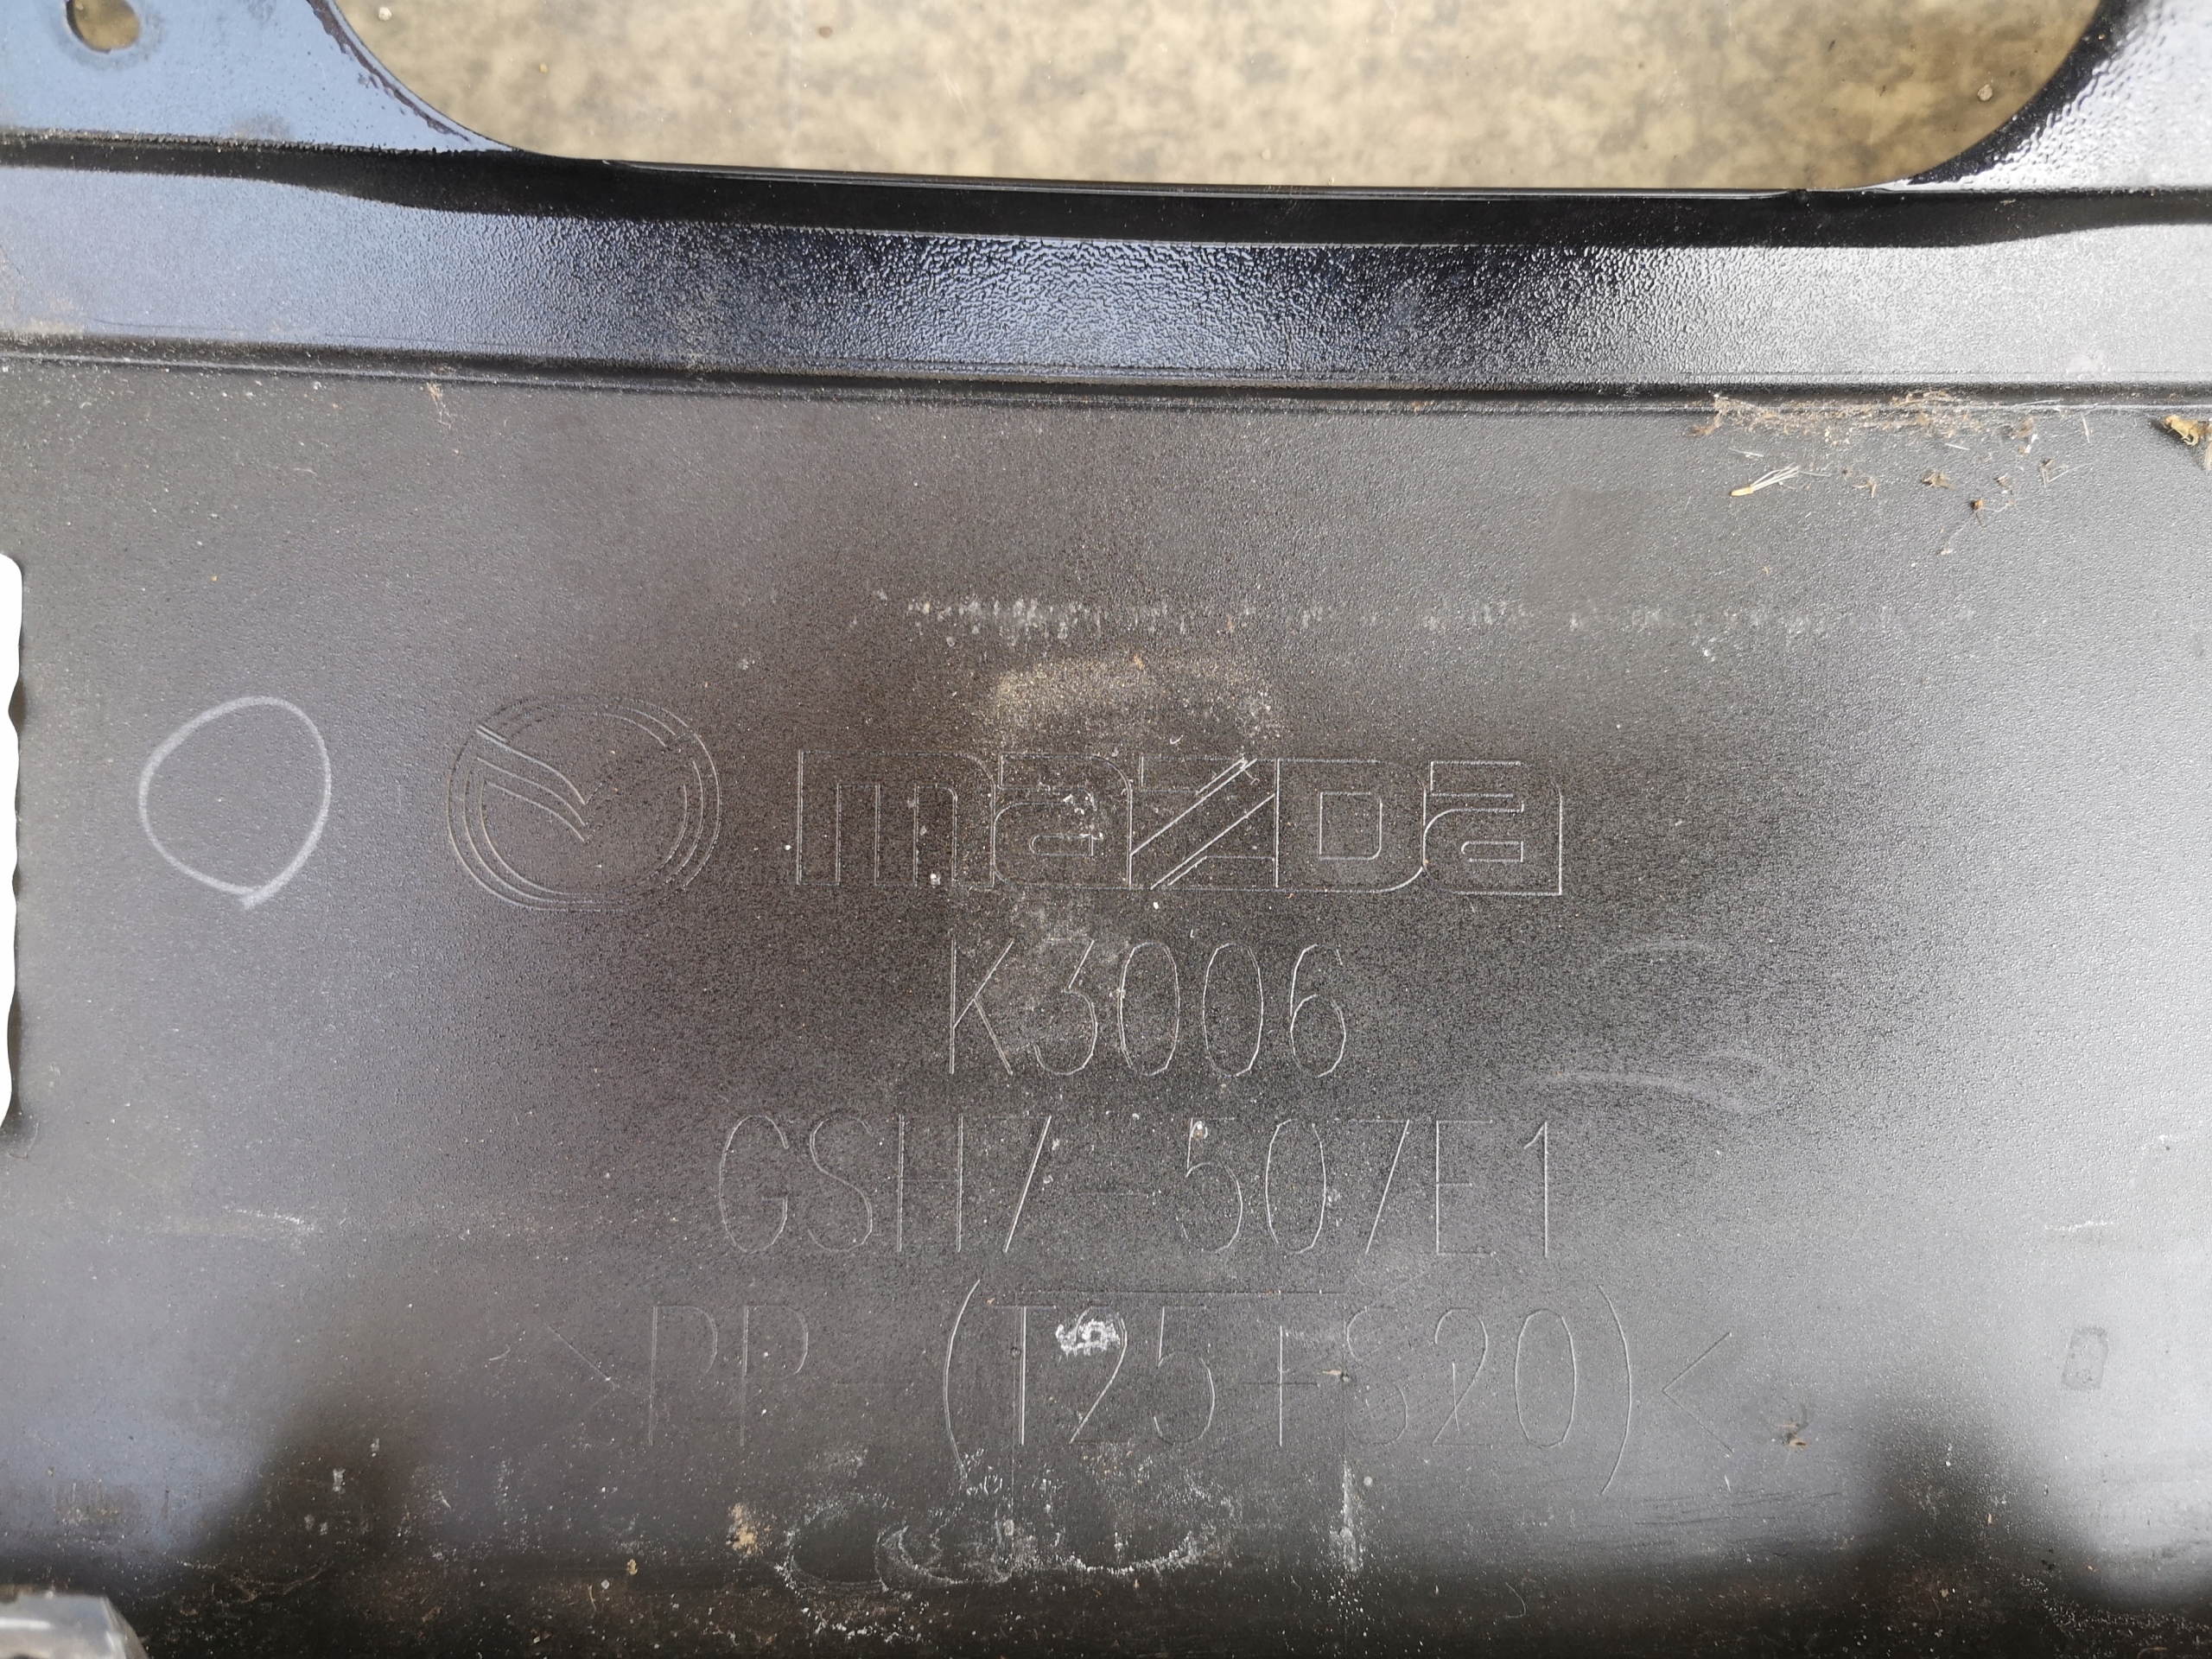 mazda
K3006
GSH7-507E1
>PP-(T25+S20)<